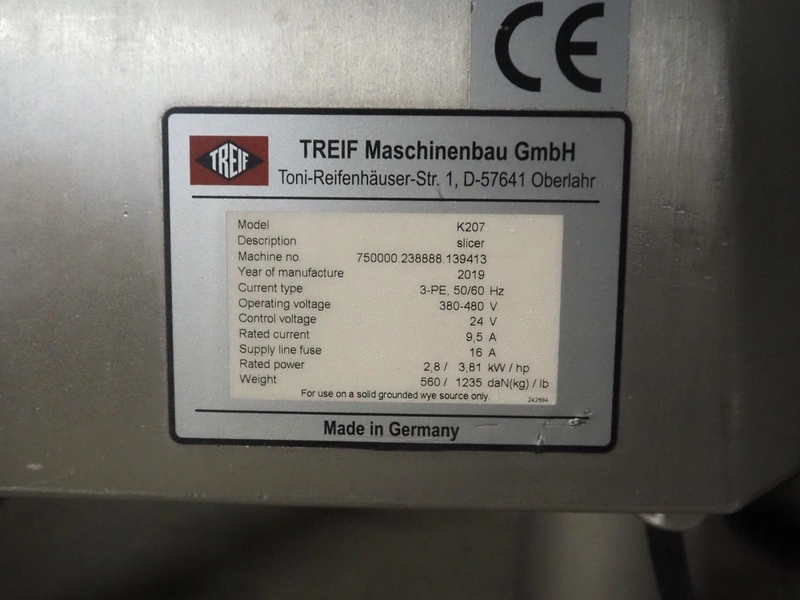 CE
TREIF
TREIF Maschinenbau GmbH
Toni-Reifenhäuser-Str. 1, D-57641 Oberlahr
Model K207
Description slicer
Machine no 750000.238888.139413
Year of manufacture 2019
Current type 3-PE, 50/60 Hz
Operating voltage 380-480 V
Control voltage 24 V
Rated current 9,5 A
Supply line fuse 16 A
Rated power 2,8 / 3,81 kW / hp
Weight 560 / 1235 daN(kg) / lb
For use on a solid grounded wye source only. 242694
Made in Germany